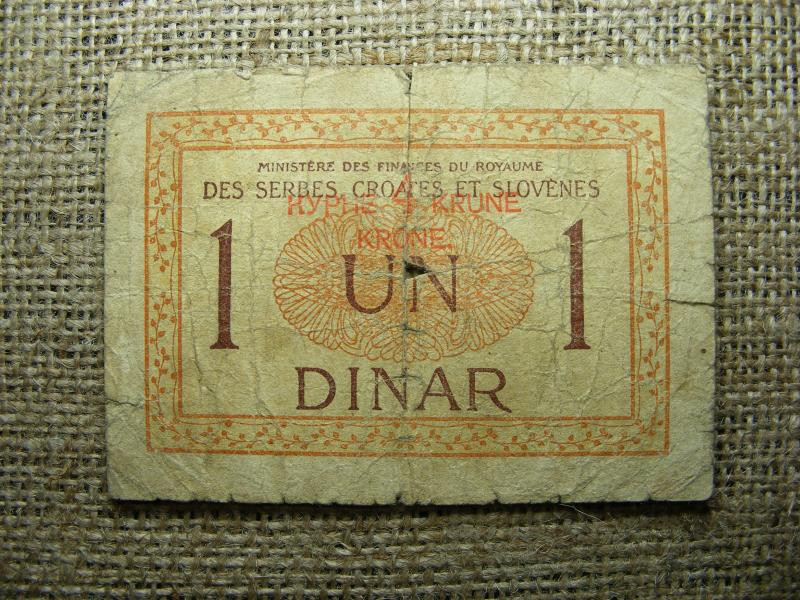 MINISTÈRE DES FINANCES DU ROYAUME
DES SERBES, CROATES ET SLOVÈNES
КРУНЕ 4 KRUNE
KRONE.
1 UN 1
DINAR